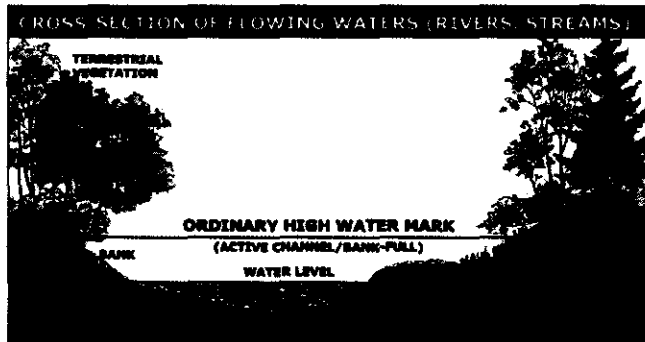 CROSS SECTION OF FLOWING WATERS (RIVERS, STREAMS)
TERRESTRIAL
VEGETATION
ORDINARY HIGH WATER MARK
(ACTIVE CHANNEL/BANK-FULL)
BANK
WATER LEVEL